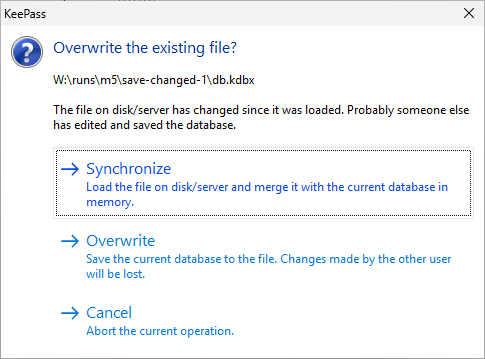 KeePass
Overwrite the existing file?
W:\runs\m5\save-changed-1\db.kdbx
The file on disk/server has changed since it was loaded. Probably someone else
has edited and saved the database.
Synchronize
Load the file on disk/server and merge it with the current database in
memory.
Overwrite
Save the current database to the file. Changes made by the other user
will be lost.
Cancel
Abort the current operation.